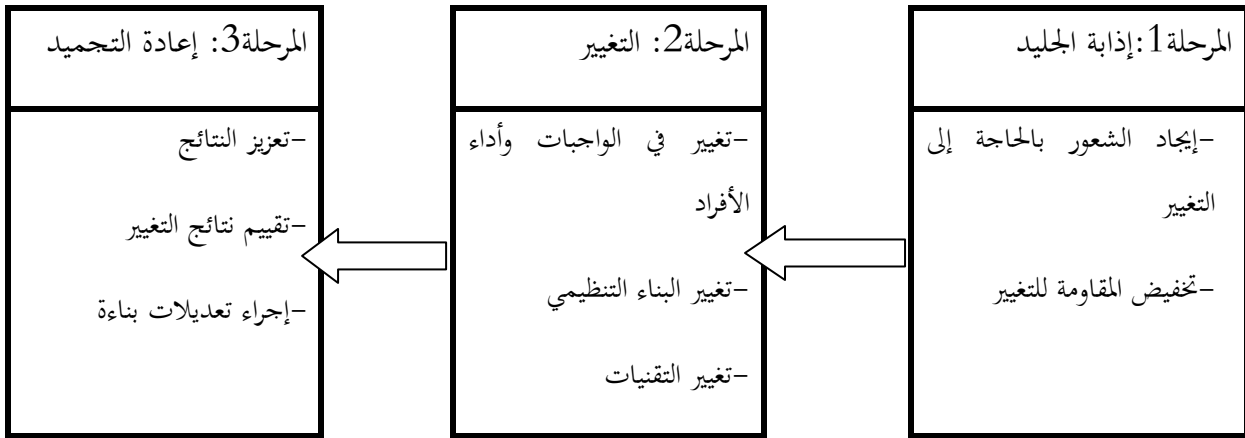 المرحلة1:إذابة الجليد
-إيجاد الشعور بالحاجة إلى
التغيير
-تخفيض المقاومة للتغيير
المرحلة2: التغيير
-تغيير في الواجبات وأداء
الأفراد
-تغيير البناء التنظيمي
-تغيير التقنيات
المرحلة3: إعادة التجميد
-تعزيز النتائج
-تقييم نتائج التغيير
-إجراء تعديلات بناءة